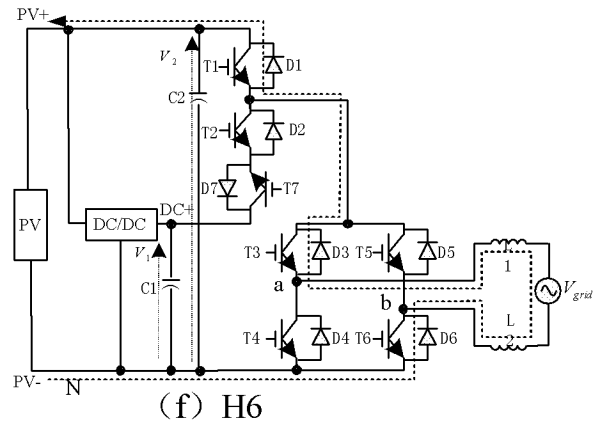 PV+
V2
T1
D1
C2
T2
D2
D7
T7
PV
DC/DC
DC+
V1
C1
T3
D3
T5
D5
L
1
a
b
Vgrid
T4
D4
T6
D6
L
2
PV-
N
(f) H6